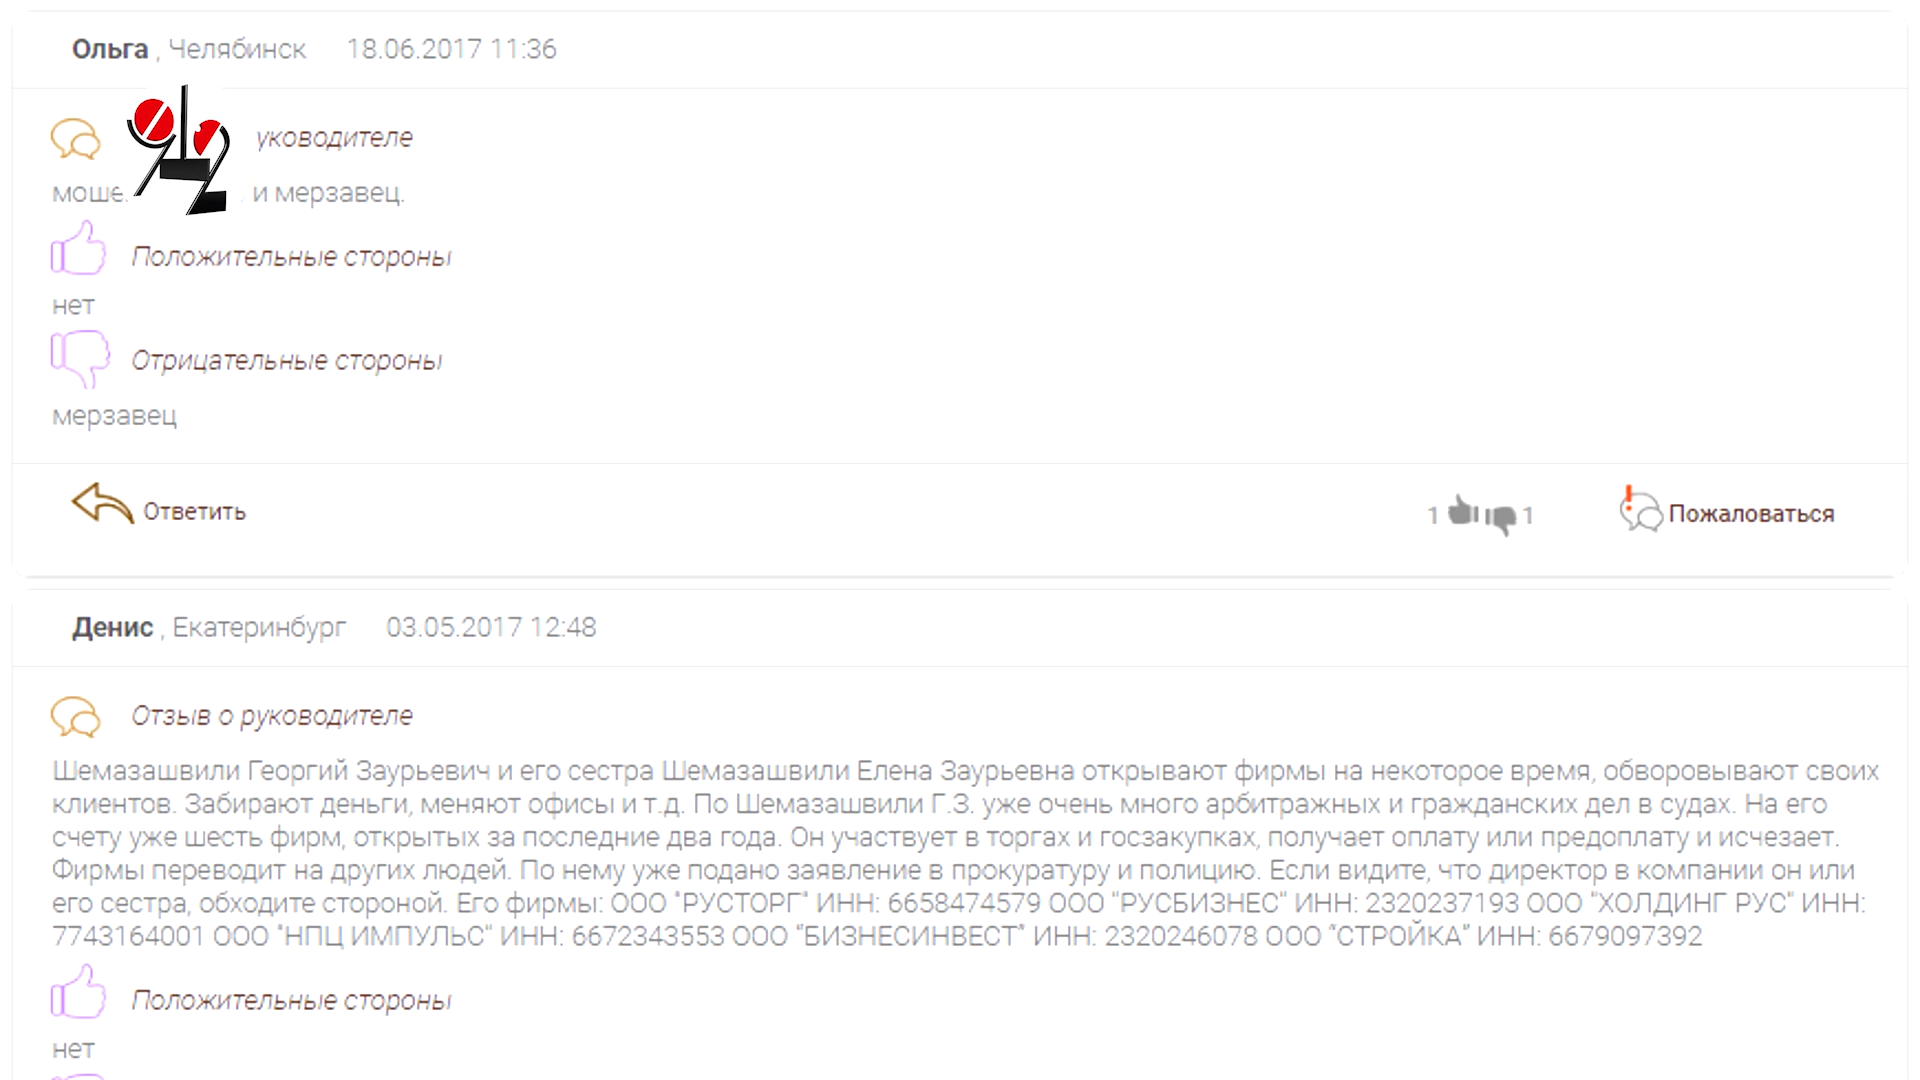 Ольга , Челябинск 18.06.2017 11:36
уководителе
моше и мерзавец.
Положительные стороны
нет
Отрицательные стороны
мерзавец
Ответить 1 1 Пожаловаться
Денис , Екатеринбург 03.05.2017 12:48
Отзыв о руководителе
Шемазашвили Георгий Заурьевич и его сестра Шемазашвили Елена Заурьевна открывают фирмы на некоторое время, обворовывают своих
клиентов. Забирают деньги, меняют офисы и т.д. По Шемазашвили Г.З. уже очень много арбитражных и гражданских дел в судах. На его
счету уже шесть фирм, открытых за последние два года. Он участвует в торгах и госзакупках, получает оплату или предоплату и исчезает.
Фирмы переводит на других людей. По нему уже подано заявление в прокуратуру и полицию. Если видите, что директор в компании он или
его сестра, обходите стороной. Его фирмы: ООО "РУСТОРГ" ИНН: 6658474579 ООО "РУСБИЗНЕС" ИНН: 2320237193 ООО "ХОЛДИНГ РУС" ИНН:
7743164001 ООО "НПЦ ИМПУЛЬС" ИНН: 6672343553 ООО "БИЗНЕСИНВЕСТ" ИНН: 2320246078 ООО "СТРОЙКА" ИНН: 6679097392
Положительные стороны
нет